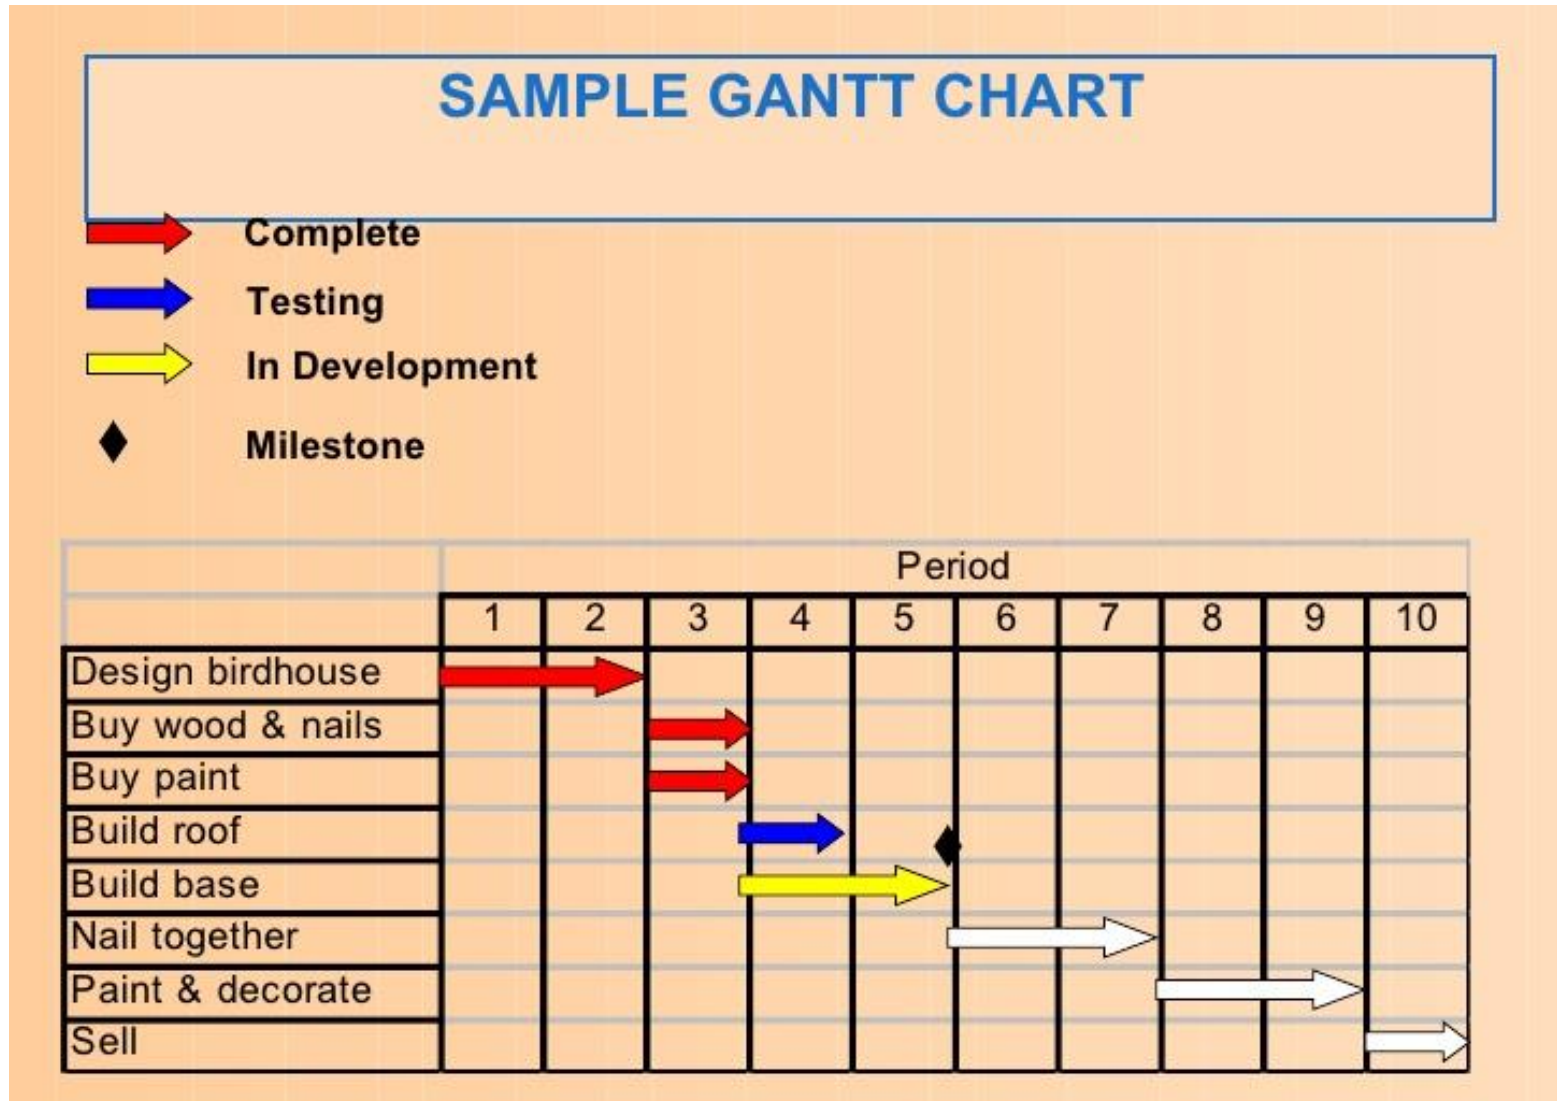 SAMPLE GANTT CHART
Complete
Testing
In Development
Milestone
Period
1 2 3 4 5 6 7 8 9 10
Design birdhouse
Buy wood & nails
Buy paint
Build roof
Build base
Nail together
Paint & decorate
Sell